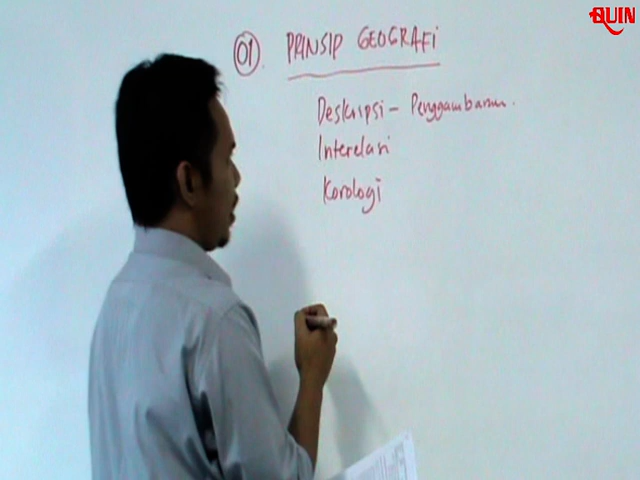 QUIN
01. PRINSIP GEOGRAFI
Deskripsi - Penggambaran.
Interelasi
Korologi